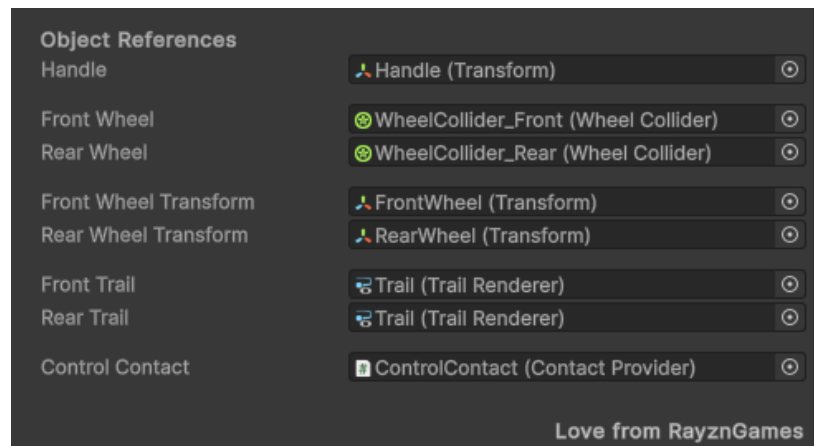 Object References
Handle Handle (Transform)
Front Wheel WheelCollider_Front (Wheel Collider)
Rear Wheel WheelCollider_Rear (Wheel Collider)
Front Wheel Transform FrontWheel (Transform)
Rear Wheel Transform RearWheel (Transform)
Front Trail Trail (Trail Renderer)
Rear Trail Trail (Trail Renderer)
Control Contact # ControlContact (Contact Provider)
Love from RayznGames